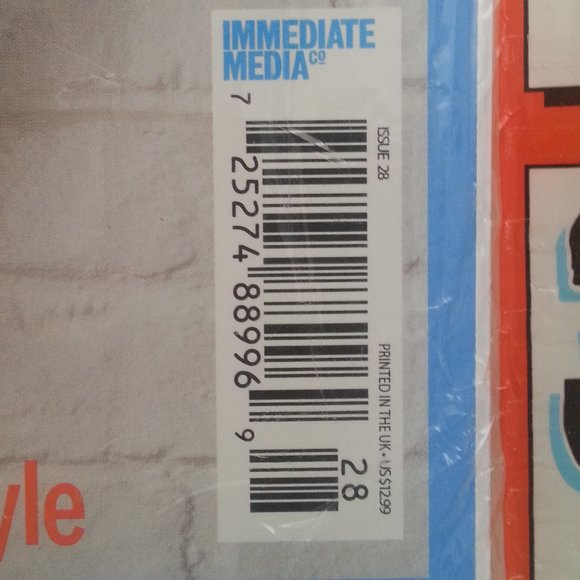 IMMEDIATE
MEDIA CO
ISSUE 28
PRINTED IN THE UK • US $12.99
7 25274 88996 9
28
yle